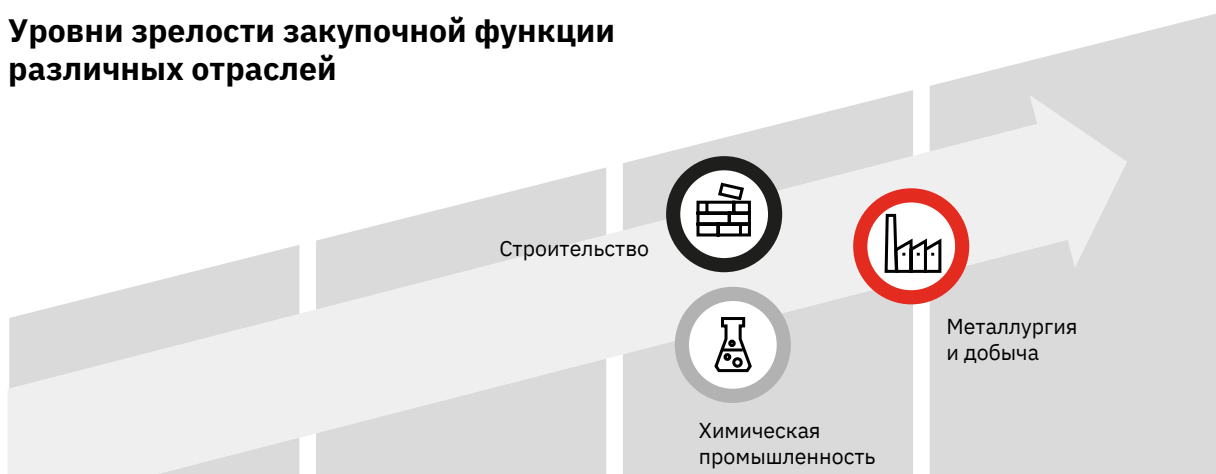 Уровни зрелости закупочной функции
различных отраслей
Строительство
Металлургия
и добыча
Химическая
промышленность